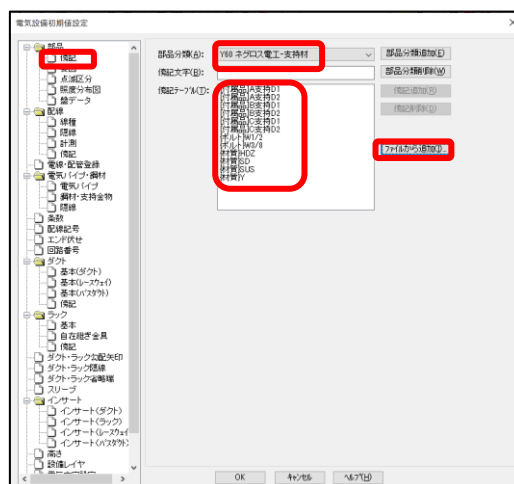 電気設備初期値設定
部品
備記
点滅区分
照度分布図
盤データ
配線
線種
隠線
計測
備記
電線・配管登録
電気パイプ・鋼材
電気パイプ
鋼材・支持金物
隠線
条数
配線記号
エンド伏せ
回路番号
ダクト
基本(ダクト)
基本(レースウェイ)
基本(バスダクト)
備記
ラック
基本
自在継ぎ金具
備記
ダクト・ラック勾配矢印
ダクト・ラック隠線
ダクト・ラック省略端
スリーブ
インサート
インサート(ダクト)
インサート(ラック)
インサート(レースウェイ
インサート(バスダクト)
高さ
設備レイヤ
部品分類(A):
Y60 ネグロス電工-支持材
部品分類追加(E)
備記文字(B):
部品分類削除(W)
備記テーブル(T):
[付属品]A支持D1
[付属品]A支持D2
[付属品]B支持D1
[付属品]B支持D2
[付属品]C支持D1
[付属品]C支持D2
[ボルト]W1/2
[ボルト]W3/8
[材質]HDZ
[材質]SD
[材質]SUS
[材質]Y
備記追加(R)
備記削除(D)
ファイルから追加(I)...
OK
キャンセル
ヘルプ(H)